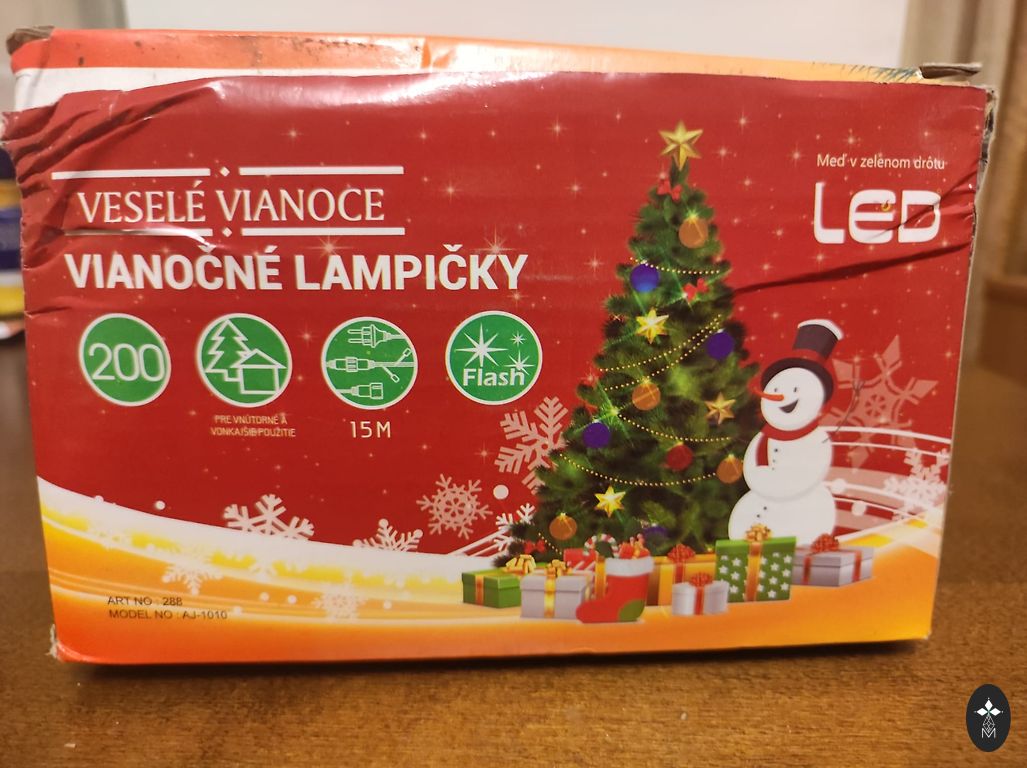 VESELÉ VIANOCE
VIANOČNÉ LAMPIČKY
Meď v zelenom drôtu
LED
200
Flash
PRE VNÚTORNÉ A
VONKAJŠIE POUŽITIE
15M
ART NO : 288
MODEL NO : AJ-1010
M